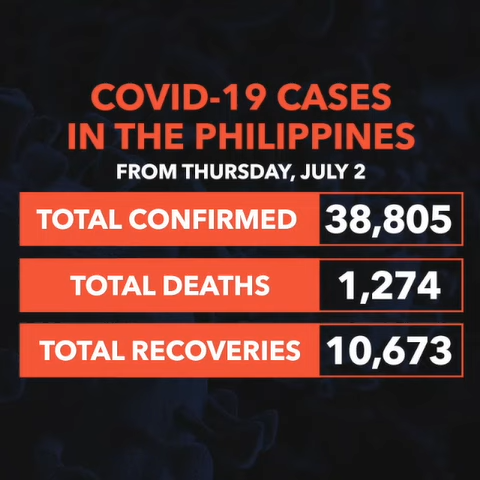 COVID-19 CASES
IN THE PHILIPPINES
FROM THURSDAY, JULY 2
TOTAL CONFIRMED 38,805
TOTAL DEATHS 1,274
TOTAL RECOVERIES 10,673